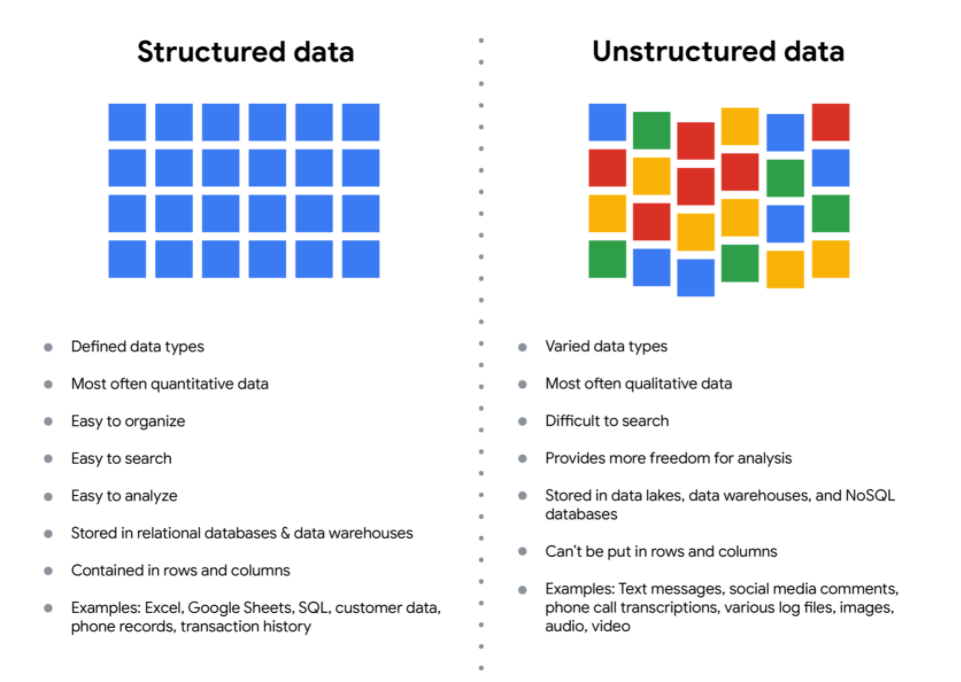 Structured data
Defined data types
Most often quantitative data
Easy to organize
Easy to search
Easy to analyze
Stored in relational databases & data warehouses
Contained in rows and columns
Examples: Excel, Google Sheets, SQL, customer data,
phone records, transaction history
Unstructured data
Varied data types
Most often qualitative data
Difficult to search
Provides more freedom for analysis
Stored in data lakes, data warehouses, and NoSQL
databases
Can't be put in rows and columns
Examples: Text messages, social media comments,
phone call transcriptions, various log files, images,
audio, video